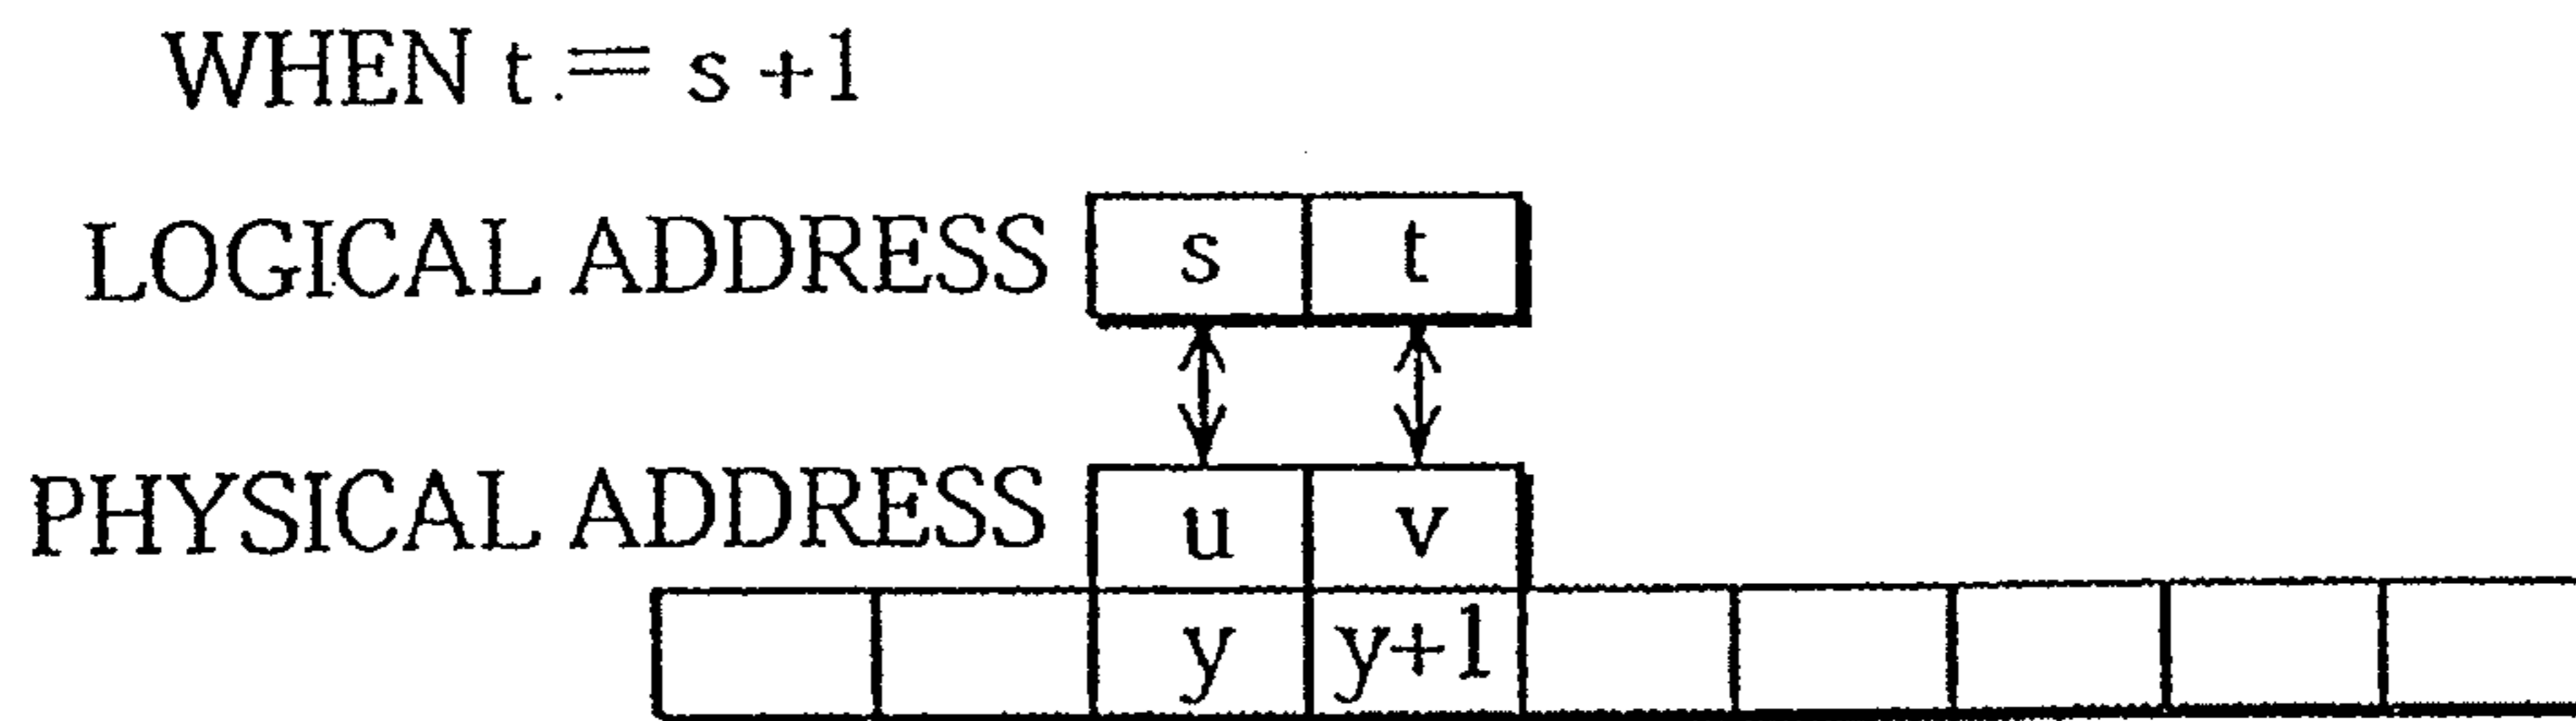 WHEN t = s +1
LOGICAL ADDRESS s t
PHYSICAL ADDRESS u v
y y+1